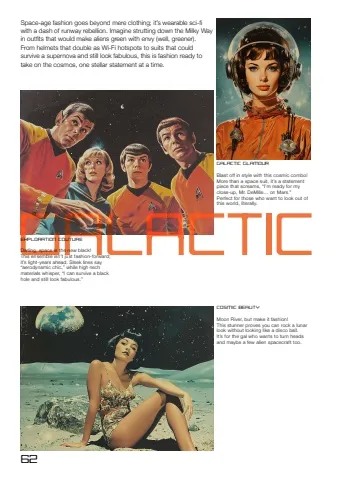 Space-age fashion goes beyond mere clothing; it's wearable sci-fi
with a dash of runway rebellion. Imagine strutting down the Milky Way
in outfits that would make aliens green with envy (well, greener).
From helmets that double as Wi-Fi hotspots to suits that could
survive a supernova and still look fabulous, this is fashion ready to
take on the cosmos, one stellar statement at a time.
GALACTIC GLAMOUR
Blast off in style with this cosmic combo!
More than a space suit, it's a statement
piece that screams, "I'm ready for my
close-up, Mr. DeMille... on Mars."
Perfect for those who want to look out of
this world, literally.
GALACTIC
EXPLORATION COUTURE
Darling, space is the new black!
This ensemble isn't just fashion-forward,
it's light-years ahead. Sleek lines say
"aerodynamic chic," while high-tech
materials whisper, "I can survive a black
hole and still look fabulous."
COSMIC BEAUTY
Moon River, but make it fashion!
This stunner proves you can rock a lunar
look without looking like a disco ball.
It's for the gal who wants to turn heads
and maybe a few alien spacecraft too.
62